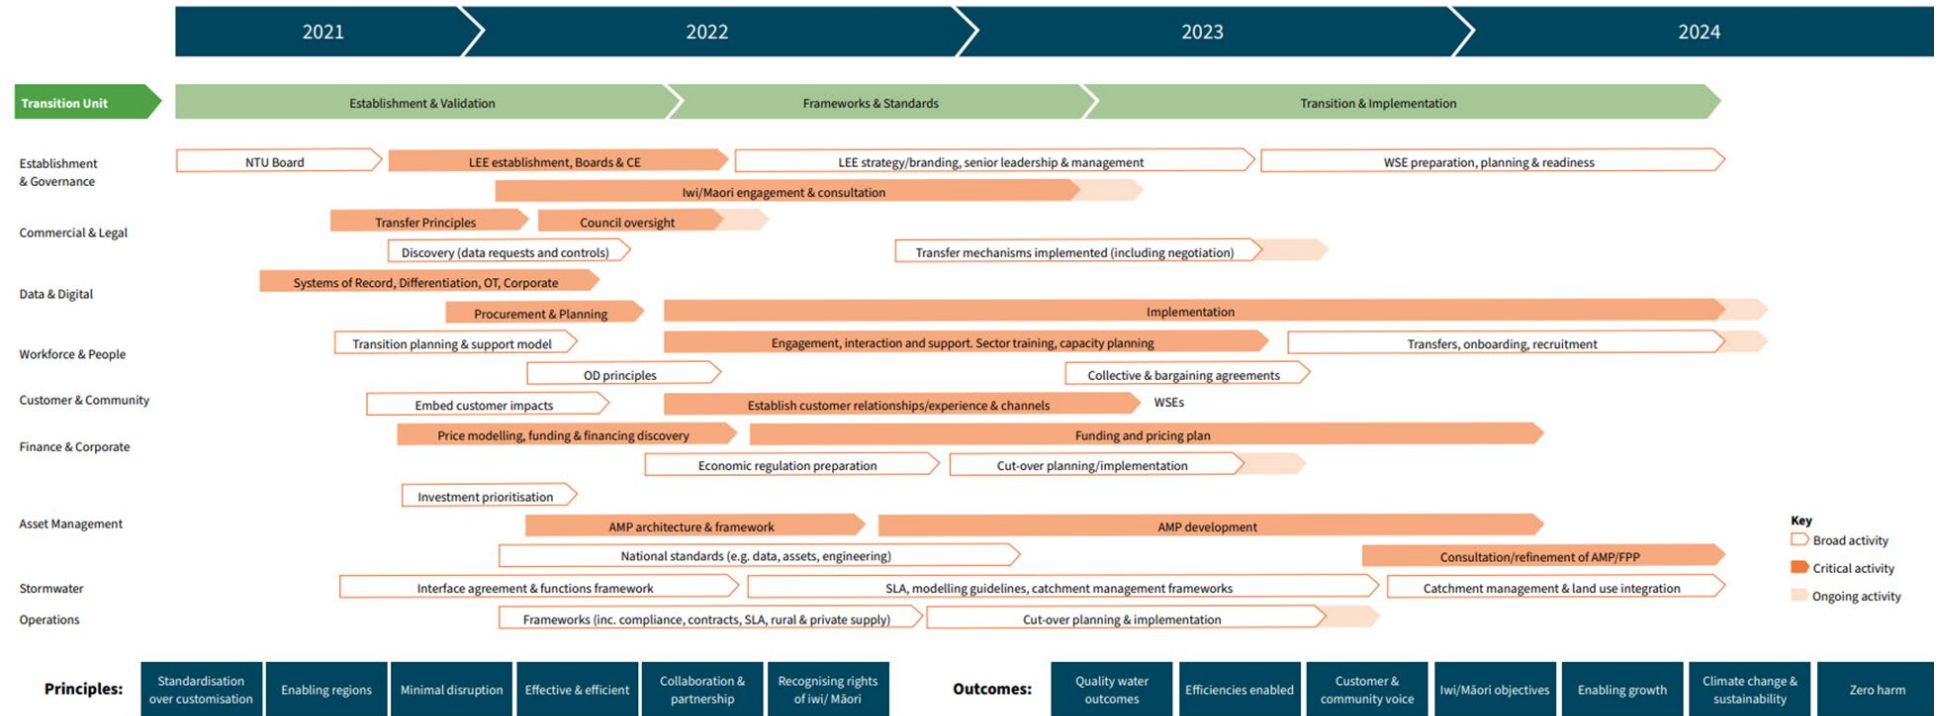 2021
2022
2023
2024
Transition Unit
Establishment & Validation
Frameworks & Standards
Transition & Implementation
Establishment
& Governance
NTU Board
LEE establishment, Boards & CE
LEE strategy/branding, senior leadership & management
WSE preparation, planning & readiness
Iwi/Maori engagement & consultation
Commercial & Legal
Transfer Principles
Council oversight
Discovery (data requests and controls)
Transfer mechanisms implemented (including negotiation)
Data & Digital
Systems of Record, Differentiation, OT, Corporate
Procurement & Planning
Implementation
Workforce & People
Transition planning & support model
Engagement, interaction and support. Sector training, capacity planning
Transfers, onboarding, recruitment
OD principles
Collective & bargaining agreements
Customer & Community
Embed customer impacts
Establish customer relationships/experience & channels
WSEs
Finance & Corporate
Price modelling, funding & financing discovery
Funding and pricing plan
Economic regulation preparation
Cut-over planning/implementation
Asset Management
Investment prioritisation
AMP architecture & framework
AMP development
National standards (e.g. data, assets, engineering)
Consultation/refinement of AMP/FPP
Stormwater
Interface agreement & functions framework
SLA, modelling guidelines, catchment management frameworks
Catchment management & land use integration
Operations
Frameworks (inc. compliance, contracts, SLA, rural & private supply)
Cut-over planning & implementation
Key
Broad activity
Critical activity
Ongoing activity
Principles:
Standardisation
over customisation
Enabling regions
Minimal disruption
Effective & efficient
Collaboration &
partnership
Recognising rights
of iwi/ Māori
Outcomes:
Quality water
outcomes
Efficiencies enabled
Customer &
community voice
Iwi/Māori objectives
Enabling growth
Climate change &
sustainability
Zero harm